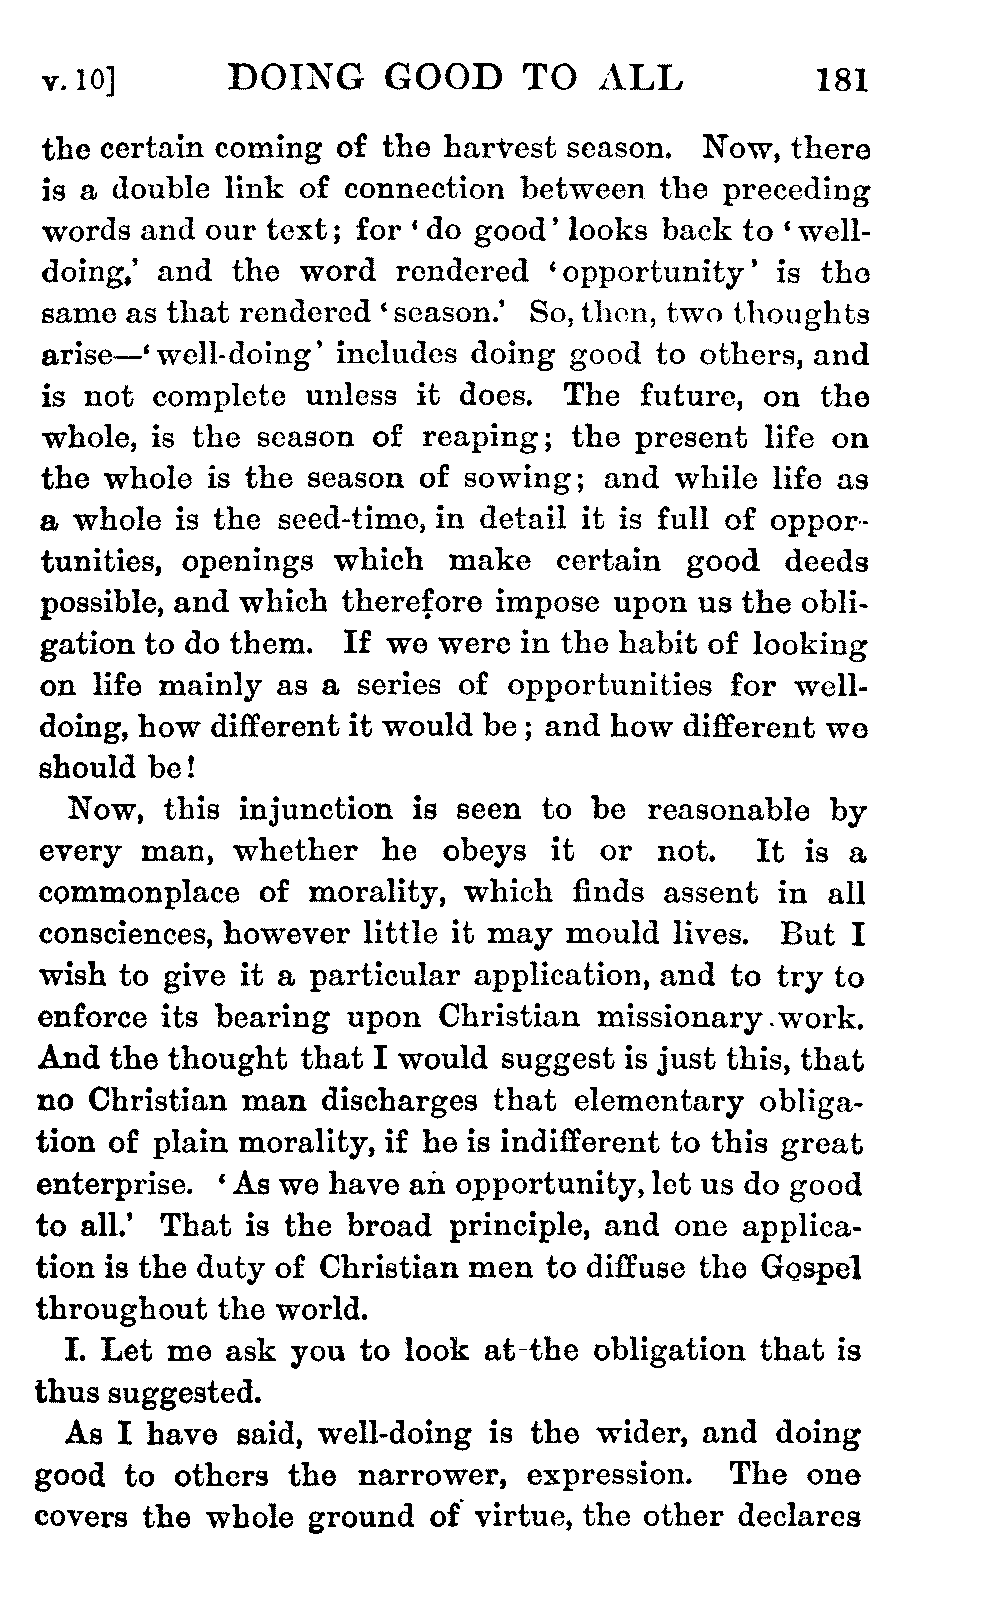 v. 10] DOING GOOD TO ALL 181
the certain coming of the harvest season. Now, there
is a double link of connection between the preceding
words and our text; for ‘do good’ looks back to ‘well-
doing,’ and the word rendered ‘opportunity’ is the
same as that rendered ‘season.’ So, then, two thoughts
arise—‘well-doing’ includes doing good to others, and
is not complete unless it does. The future, on the
whole, is the season of reaping; the present life on
the whole is the season of sowing; and while life as
a whole is the seed-time, in detail it is full of oppor-
tunities, openings which make certain good deeds
possible, and which therefore impose upon us the obli-
gation to do them. If we were in the habit of looking
on life mainly as a series of opportunities for well-
doing, how different it would be; and how different we
should be!
Now, this injunction is seen to be reasonable by
every man, whether he obeys it or not. It is a
commonplace of morality, which finds assent in all
consciences, however little it may mould lives. But I
wish to give it a particular application, and to try to
enforce its bearing upon Christian missionary work.
And the thought that I would suggest is just this, that
no Christian man discharges that elementary obliga-
tion of plain morality, if he is indifferent to this great
enterprise. ‘As we have an opportunity, let us do good
to all.’ That is the broad principle, and one applica-
tion is the duty of Christian men to diffuse the Gospel
throughout the world.
I. Let me ask you to look at the obligation that is
thus suggested.
As I have said, well-doing is the wider, and doing
good to others the narrower, expression. The one
covers the whole ground of virtue, the other declares